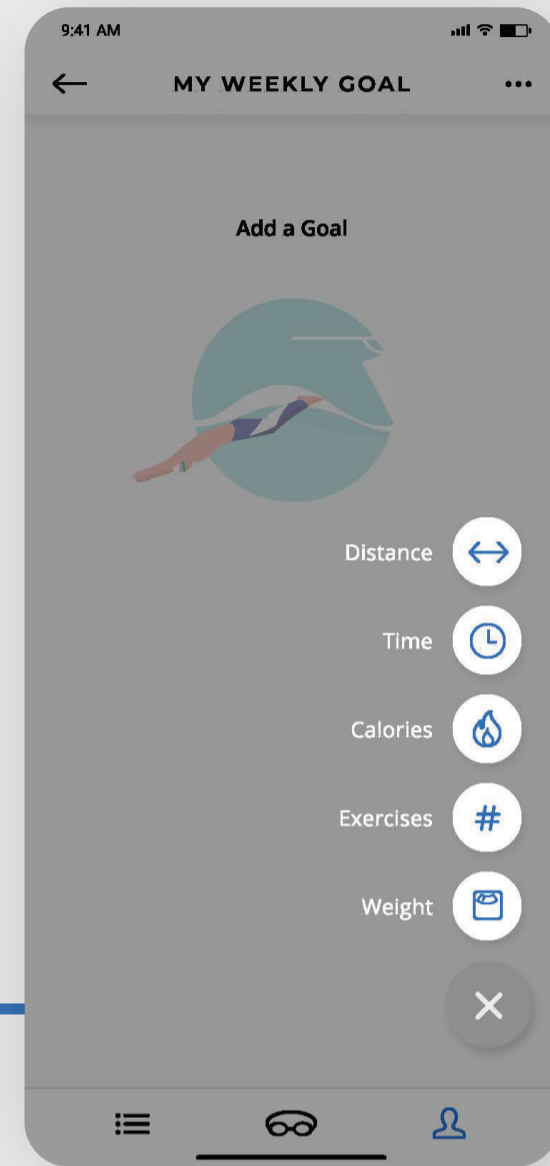 9:41 AM
MY WEEKLY GOAL
Add a Goal
Distance
Time
Calories
Exercises
#
Weight